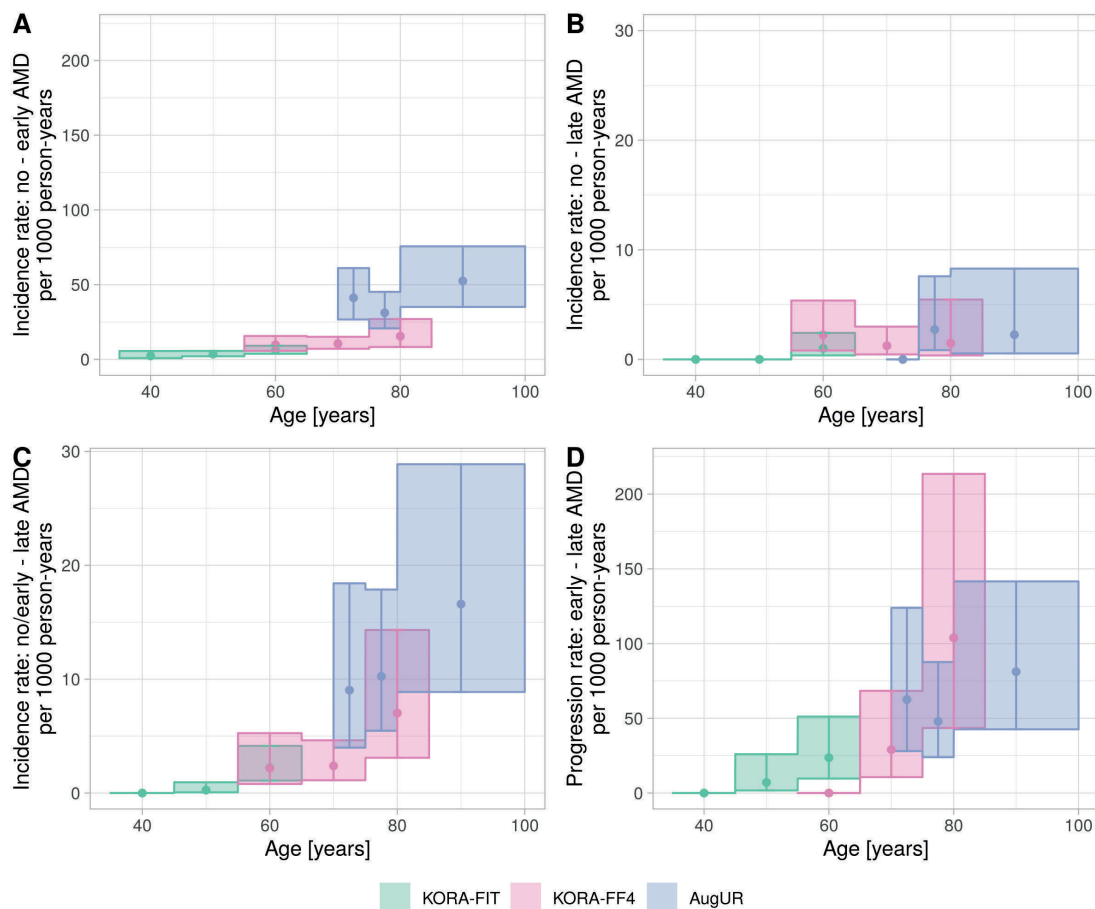 A
Incidence rate: no - early AMD
per 1000 person-years
200
150
100
50
0
40
60
80
100
Age [years]
B
Incidence rate: no - late AMD
per 1000 person-years
30
20
10
0
40
60
80
100
Age [years]
C
Incidence rate: no/early - late AMD
per 1000 person-years
30
20
10
0
40
60
80
100
Age [years]
D
Progression rate: early - late AMD
per 1000 person-years
200
150
100
50
0
40
60
80
100
Age [years]
KORA-FIT
KORA-FF4
AugUR